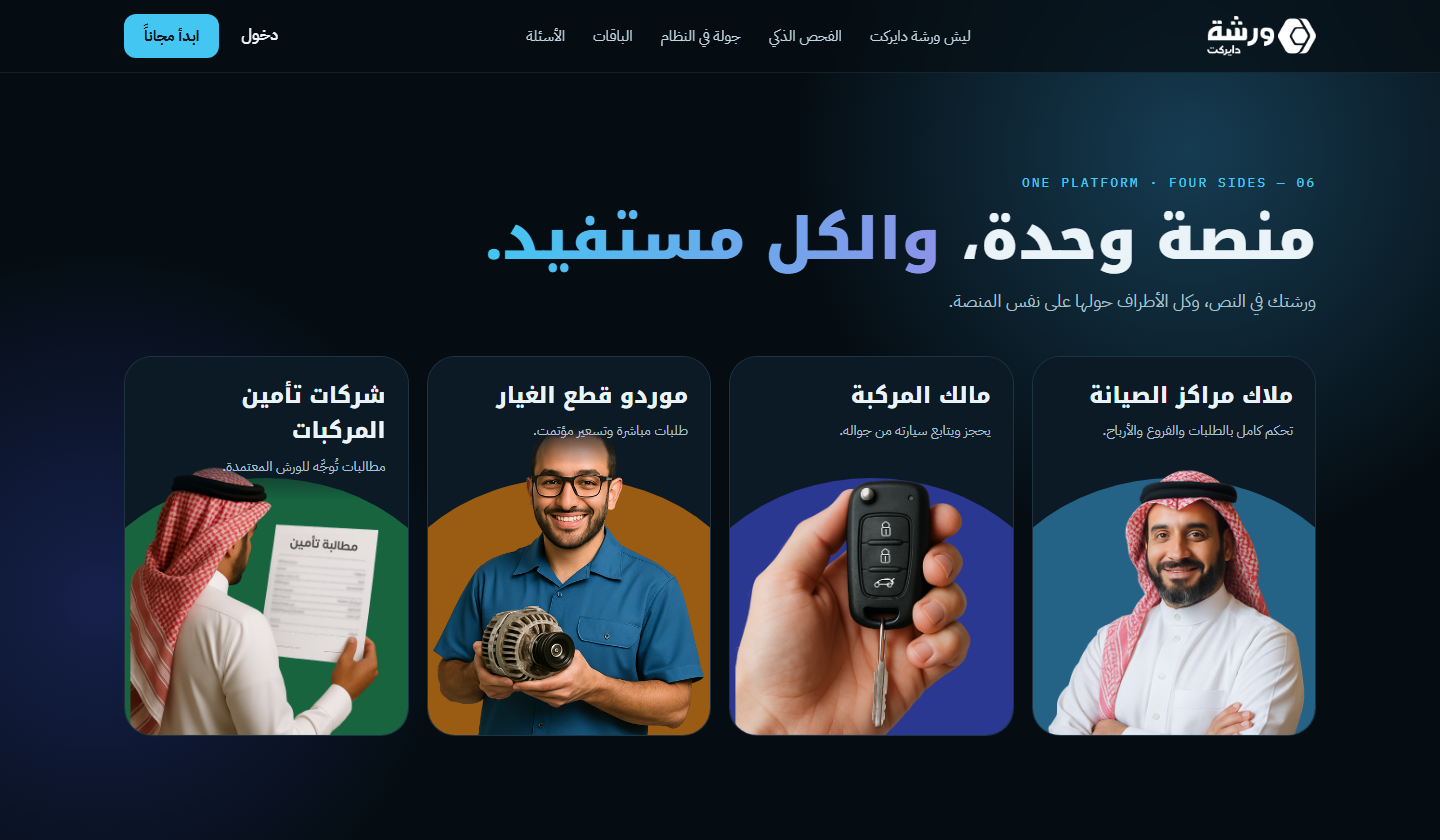 ورشة
دايركت
ليش ورشة دايركت
الفحص الذكي
جولة في النظام
الباقات
الأسئلة
دخول
ابدأ مجاناً
ONE PLATFORM · FOUR SIDES — 06
منصة وحدة، والكل مستفيد.
ورشتك في النص، وكل الأطراف حولها على نفس المنصة.
ملاك مراكز الصيانة
تحكم كامل بالطلبات والفروع والأرباح.
مالك المركبة
يحجز ويتابع سيارته من جواله.
موردو قطع الغيار
طلبات مباشرة وتسعير مؤتمت.
شركات تأمين
المركبات
مطالبات تُوجَّه للورش المعتمدة.
مطالبة تأمين